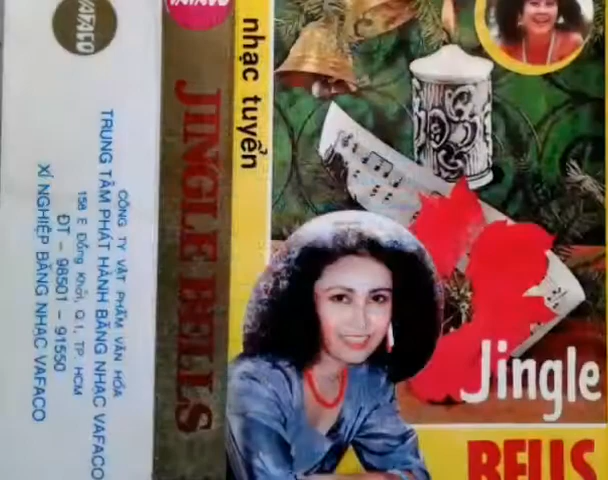 VAFACO
CÔNG TY VẬT PHẨM VĂN HÓA
TRUNG TÂM PHÁT HÀNH BĂNG NHẠC VAFACO
158 E Đồng Khởi, Q.1, TP. HCM
ĐT - 98501 - 91550
XÍ NGHIỆP BĂNG NHẠC VAFACO
VAFACO
JINGLE BELLS
nhạc tuyển
Jingle
BELLS